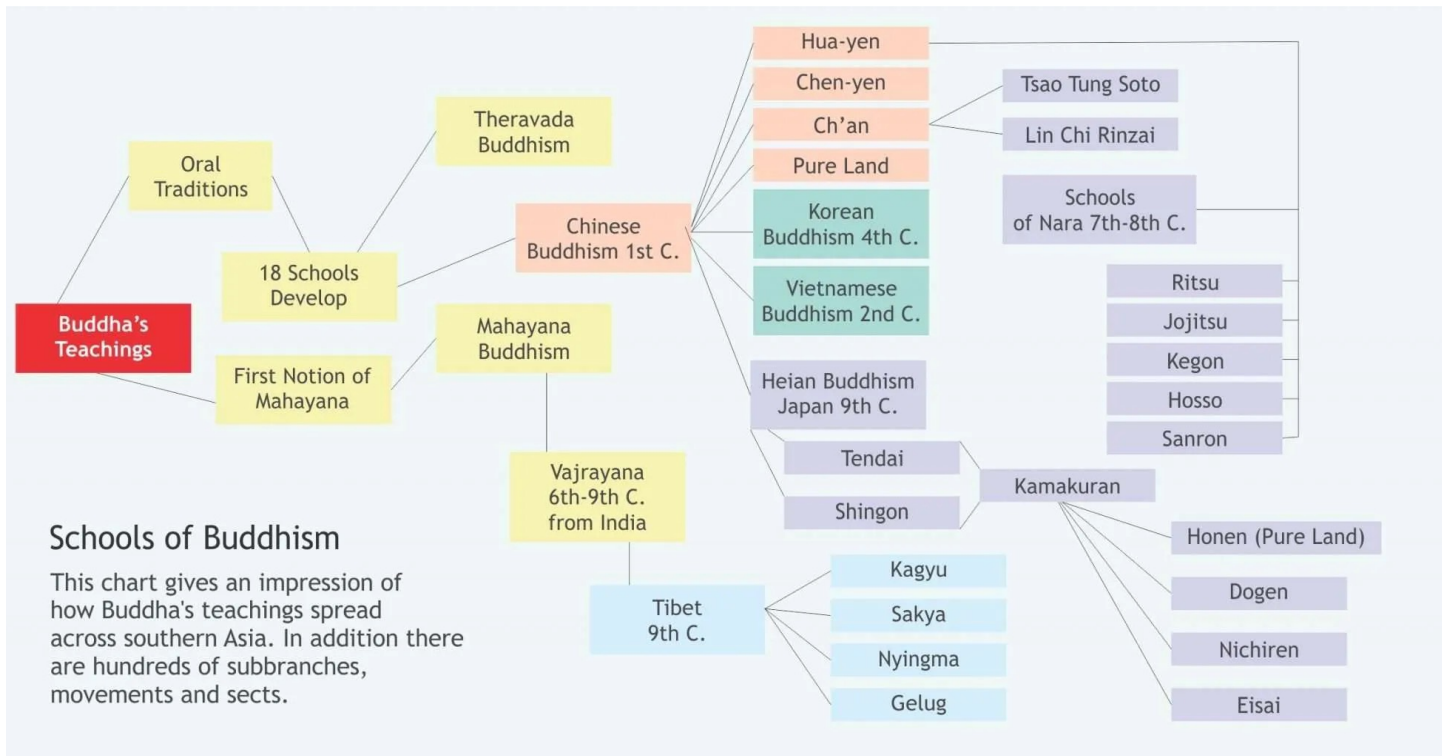 Hua-yen
Chen-yen
Tsao Tung Soto
Theravada
Buddhism
Ch’an
Lin Chi Rinzai
Oral
Traditions
Pure Land
Chinese
Buddhism 1st C.
Korean
Buddhism 4th C.
Schools
of Nara 7th-8th C.
18 Schools
Develop
Vietnamese
Buddhism 2nd C.
Ritsu
Jojitsu
Kegon
Hosso
Sanron
Buddha’s
Teachings
Mahayana
Buddhism
First Notion of
Mahayana
Heian Buddhism
Japan 9th C.
Tendai
Shingon
Kamakuran
Vajrayana
6th-9th C.
from India
Honen (Pure Land)
Dogen
Nichiren
Eisai
Tibet
9th C.
Kagyu
Sakya
Nyingma
Gelug
Schools of Buddhism
This chart gives an impression of
how Buddha's teachings spread
across southern Asia. In addition there
are hundreds of subbranches,
movements and sects.